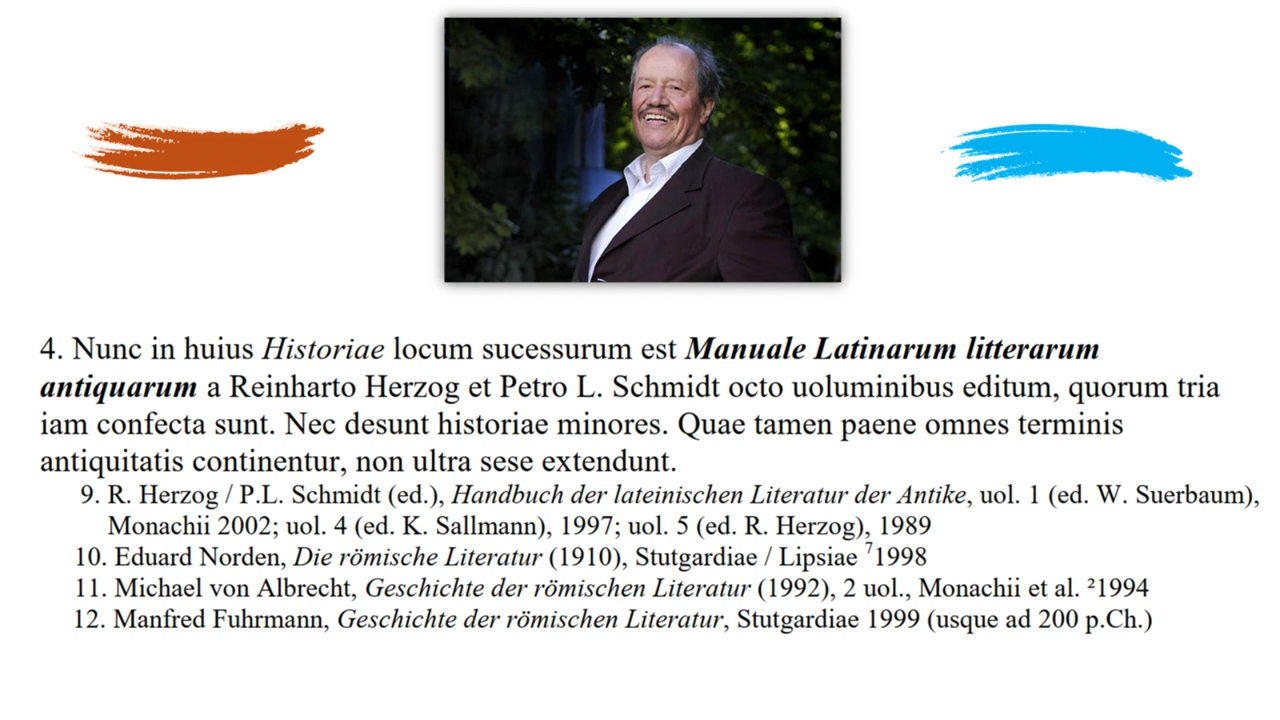 4. Nunc in huius Historiae locum sucessurum est Manuale Latinarum litterarum
antiquarum a Reinharto Herzog et Petro L. Schmidt octo uoluminibus editum, quorum tria
iam confecta sunt. Nec desunt historiae minores. Quae tamen paene omnes terminis
antiquitatis continentur, non ultra sese extendunt.
9. R. Herzog / P.L. Schmidt (ed.), Handbuch der lateinischen Literatur der Antike, uol. 1 (ed. W. Suerbaum),
Monachii 2002; uol. 4 (ed. K. Sallmann), 1997; uol. 5 (ed. R. Herzog), 1989
10. Eduard Norden, Die römische Literatur (1910), Stutgardiae / Lipsiae ⁷1998
11. Michael von Albrecht, Geschichte der römischen Literatur (1992), 2 uol., Monachii et al. ²1994
12. Manfred Fuhrmann, Geschichte der römischen Literatur, Stutgardiae 1999 (usque ad 200 p.Ch.)